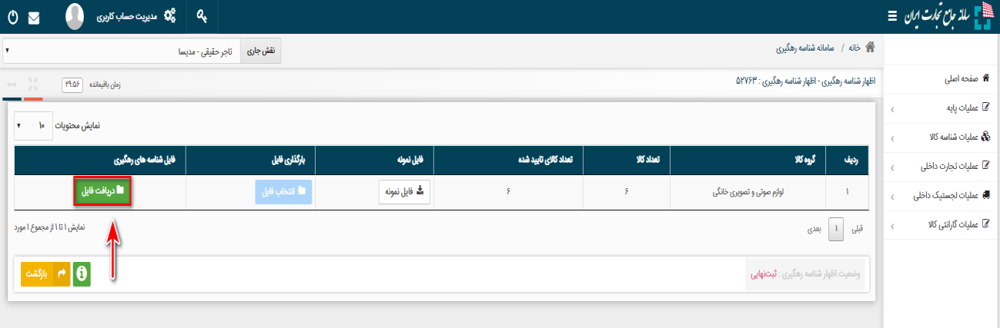 سامانه جامع تجارت ایران
مدیریت حساب کاربری
خانه / سامانه شناسه رهگیری
نقش جاری
تاجر حقیقی - مدیسا
اظهار شناسه رهگیری - اظهار شناسه رهگیری : ۵۲۷۶۳
زمان باقیمانده ۲۹:۵۶
صفحه اصلی
عملیات پایه
عملیات شناسه کالا
عملیات تجارت داخلی
عملیات لجستیک داخلی
عملیات گارانتی کالا
نمایش محتویات ۱۰
ردیف گروه کالا تعداد کالا تعداد کالای تایید شده فایل نمونه بارگذاری فایل فایل شناسه های رهگیری
۱ لوازم صوتی و تصویری خانگی ۶ ۶ فایل نمونه انتخاب فایل دریافت فایل
قبلی ۱ بعدی
نمایش ۱ تا ۱ از مجموع ۱ مورد
وضعیت اظهار شناسه رهگیری : ثبت‌نهایی
بازگشت